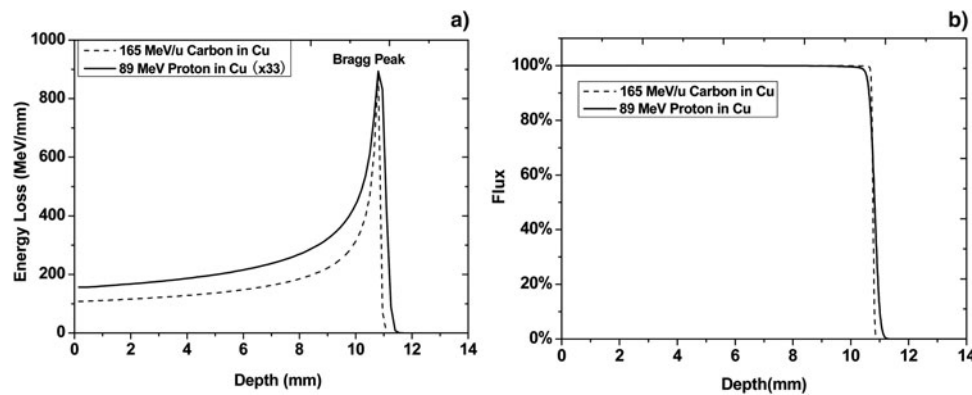 a)
1000
800
600
400
200
0
Energy Loss (MeV/mm)
165 MeV/u Carbon in Cu
89 MeV Proton in Cu (x33)
Bragg Peak
0 2 4 6 8 10 12 14
Depth (mm)
b)
100%
80%
60%
40%
20%
0%
Flux
165 MeV/u Carbon in Cu
89 MeV Proton in Cu
0 2 4 6 8 10 12 14
Depth(mm)